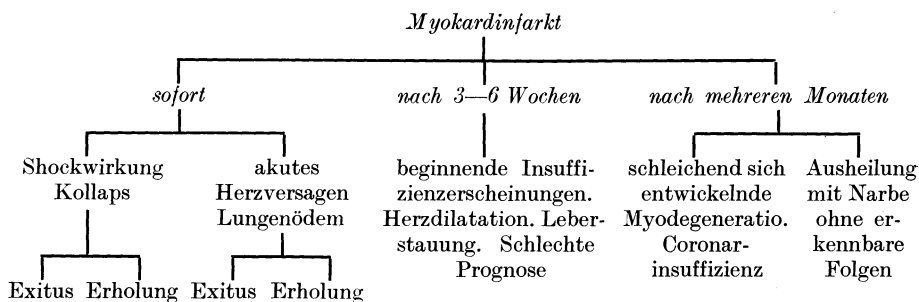 Myokardinfarkt
sofort
nach 3—6 Wochen
nach mehreren Monaten
Shockwirkung
Kollaps
akutes
Herzversagen
Lungenödem
beginnende Insuffi-
zienzerscheinungen.
Herzdilatation. Leber-
stauung. Schlechte
Prognose
schleichend sich
entwickelnde
Myodegeneratio.
Coronar-
insuffizienz
Ausheilung
mit Narbe
ohne er-
kennbare
Folgen
Exitus Erholung
Exitus Erholung